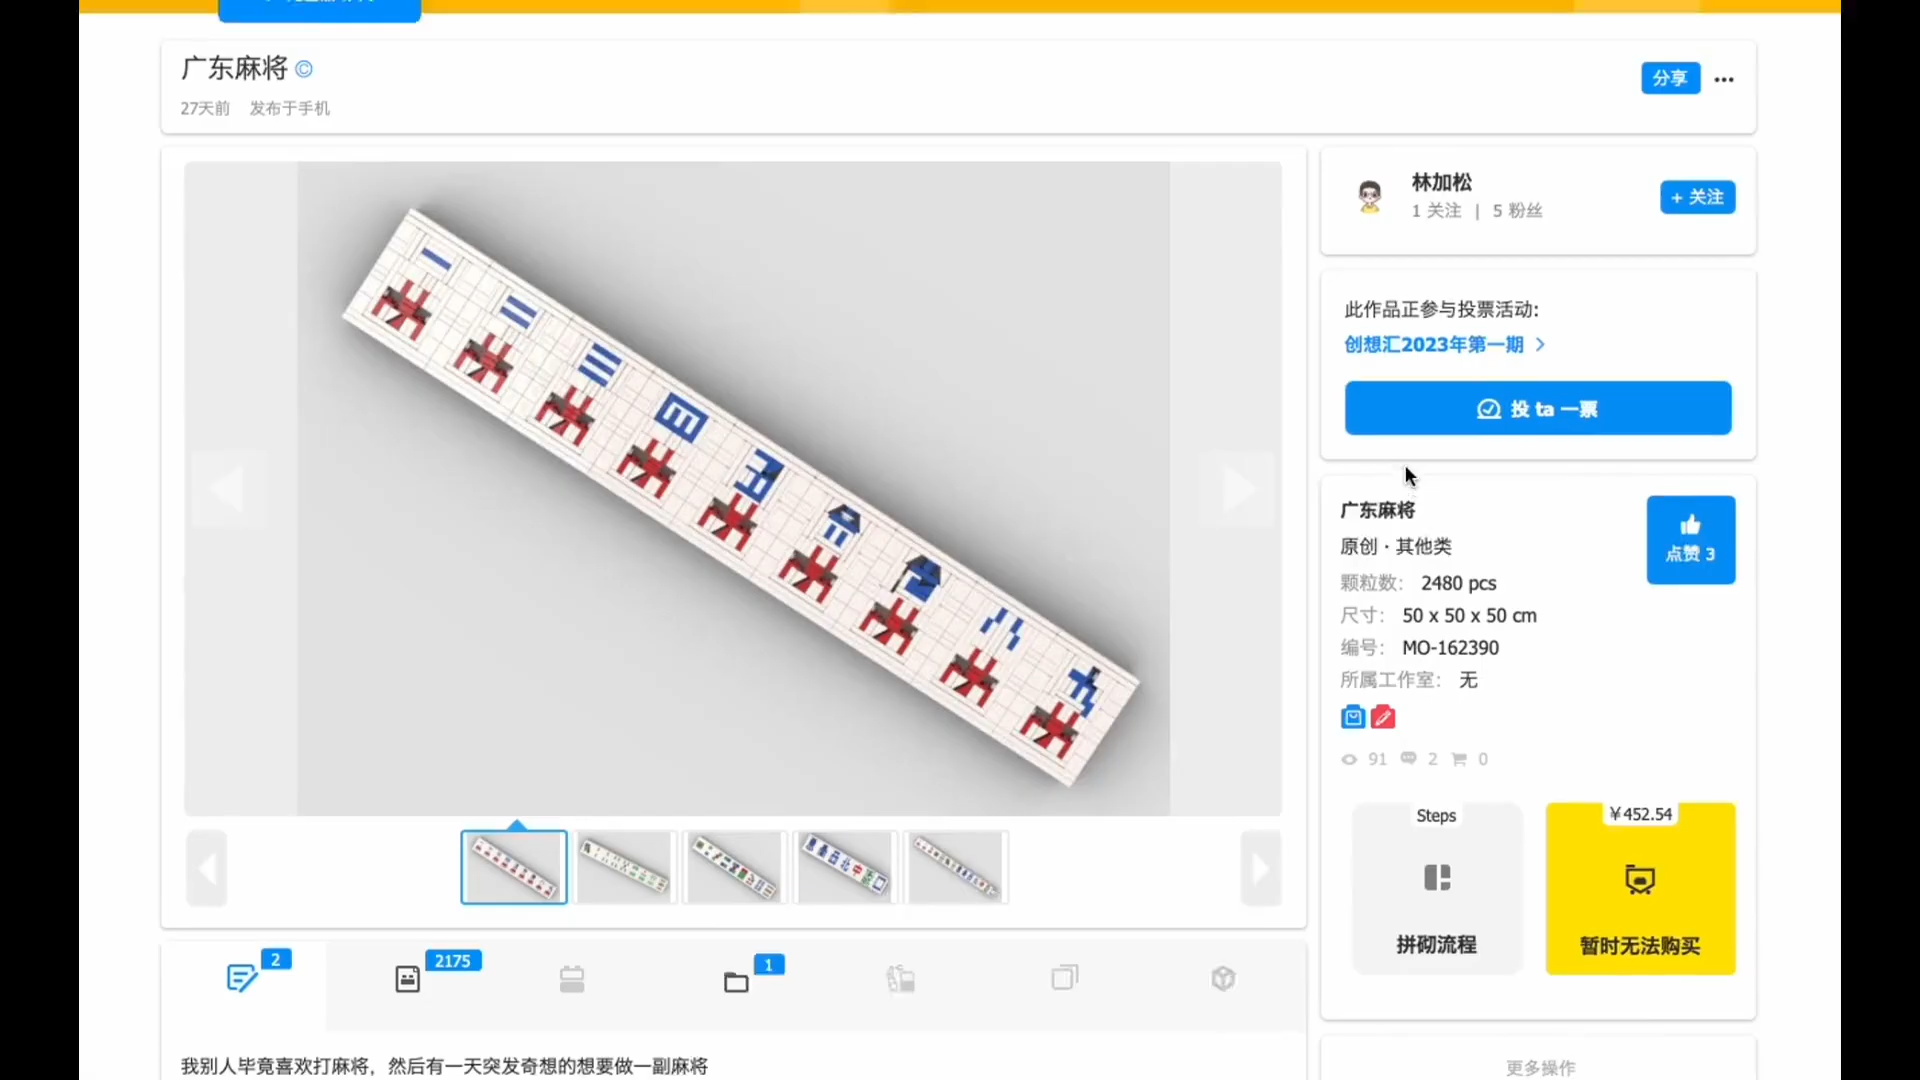 广东麻将 ©
27天前 发布于手机
分享
林加松
1 关注 | 5 粉丝
+ 关注
此作品正参与投票活动:
创想汇2023年第一期
投 ta 一票
广东麻将
原创 · 其他类
点赞 3
颗粒数: 2480 pcs
尺寸: 50 x 50 x 50 cm
编号: MO-162390
所属工作室: 无
91 2 0
Steps
拼砌流程
¥452.54
暂时无法购买
2
2175
1
我别人毕竟喜欢打麻将，然后有一天突发奇想的想要做一副麻将
更多操作